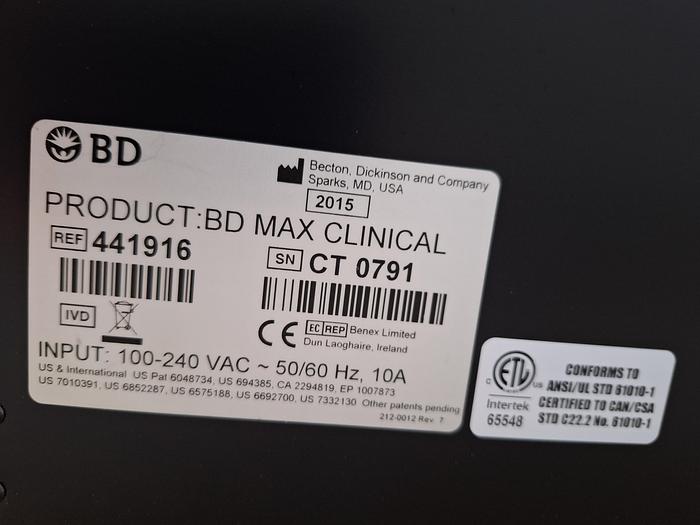 BD
Becton, Dickinson and Company
Sparks, MD, USA
2015
PRODUCT:BD MAX CLINICAL
REF 441916
SN CT 0791
IVD
CE
EC REP Benex Limited
Dun Laoghaire, Ireland
INPUT: 100-240 VAC ~ 50/60 Hz, 10A
US & International US Pat 6048734, US 694385, CA 2294819, EP 1007873
US 7010391, US 6852287, US 6575188, US 6692700, US 7332130 Other patents pending
212-0012 Rev. 7
C ETL US
Intertek
65548
CONFORMS TO
ANSI/UL STD 61010-1
CERTIFIED TO CAN/CSA
STD C22.2 No. 61010-1